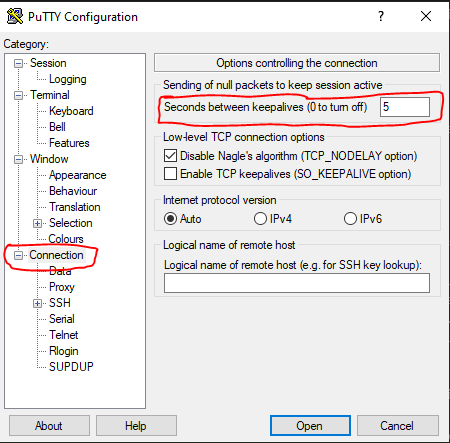 PuTTY Configuration
?
Category:
Session
Logging
Terminal
Keyboard
Bell
Features
Window
Appearance
Behaviour
Translation
Selection
Colours
Connection
Data
Proxy
SSH
Serial
Telnet
Rlogin
SUPDUP
Options controlling the connection
Sending of null packets to keep session active
Seconds between keepalives (0 to turn off) 5
Low-level TCP connection options
Disable Nagle's algorithm (TCP_NODELAY option)
Enable TCP keepalives (SO_KEEPALIVE option)
Internet protocol version
Auto IPv4 IPv6
Logical name of remote host
Logical name of remote host (e.g. for SSH key lookup):
About Help Open Cancel